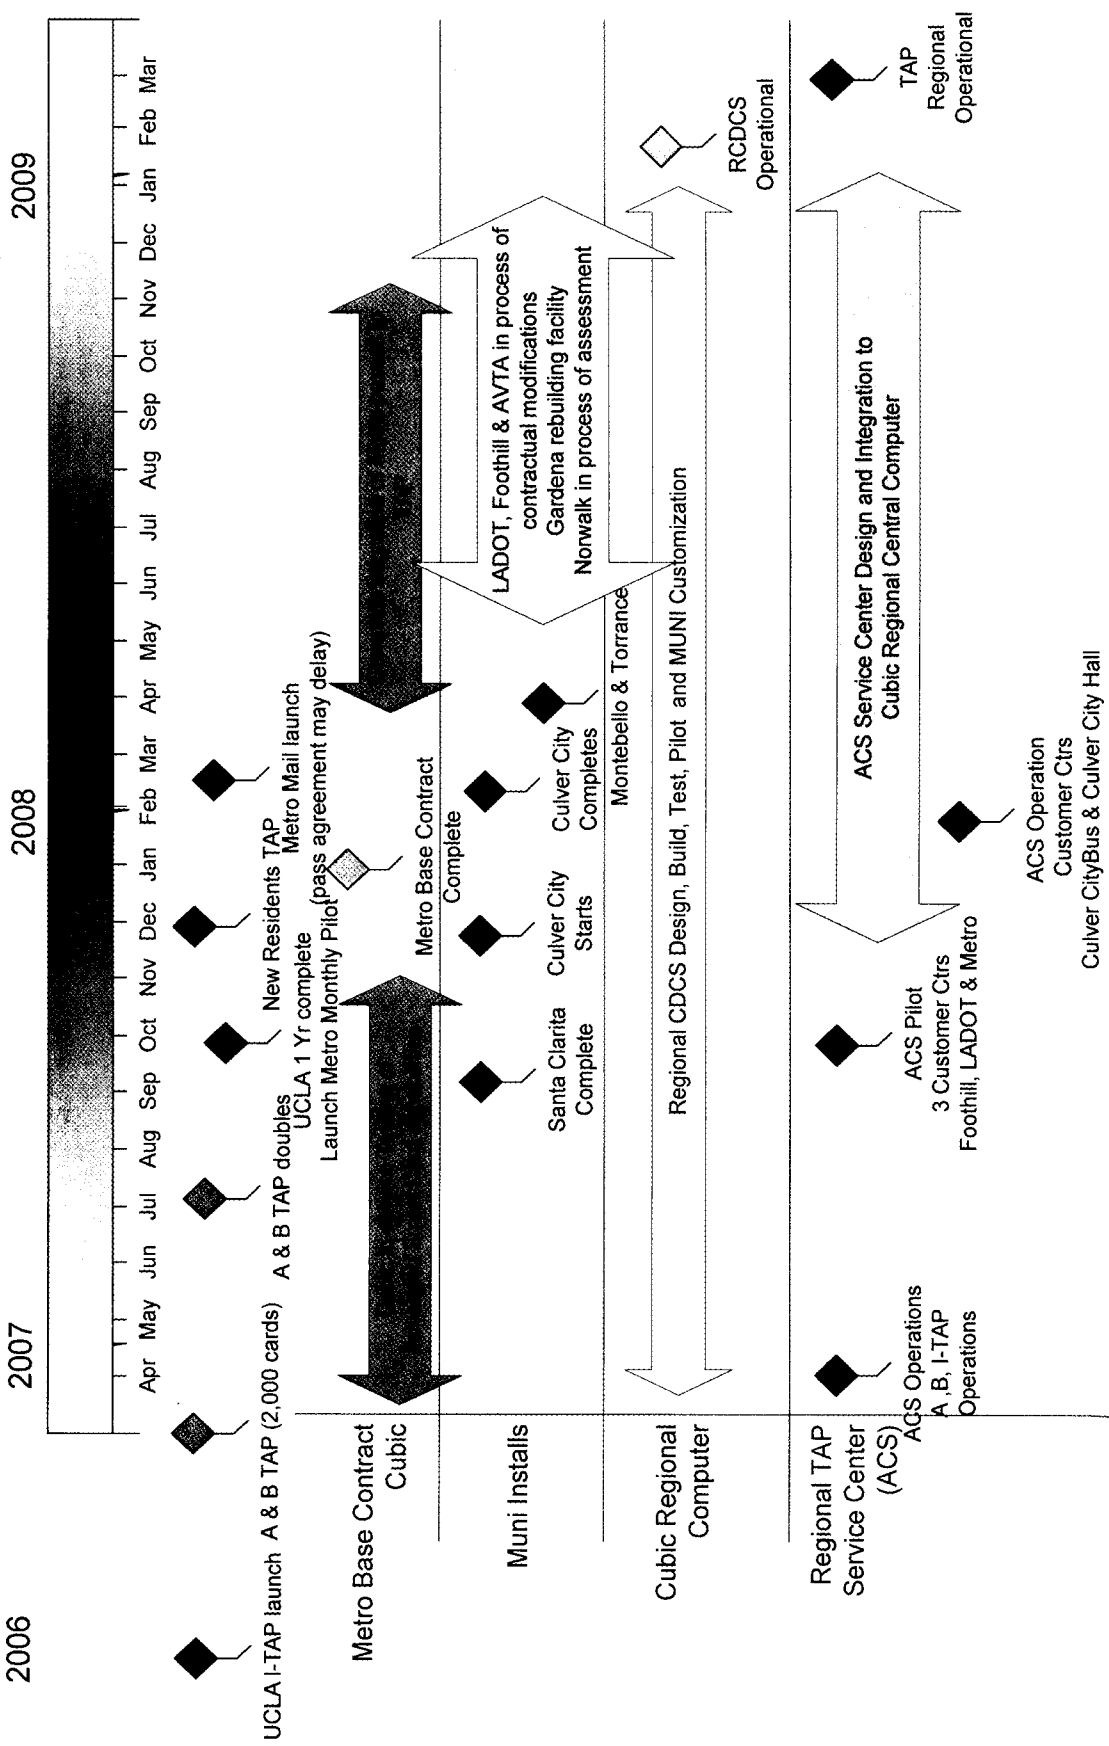 2006
2007
2008
2009
Apr May Jun Jul Aug Sep Oct Nov Dec Jan Feb Mar Apr May Jun Jul Aug Sep Oct Nov Dec Jan Feb Mar
UCLA I-TAP launch
A & B TAP (2,000 cards)
A & B TAP doubles
UCLA 1 Yr complete
Launch Metro Monthly Pilot
New Residents TAP
Metro Mail launch
(pass agreement may delay)
Metro Base Contract
Cubic
Metro Base Contract
Complete
Muni Installs
Santa Clarita
Complete
Culver City
Starts
Culver City
Completes
Montebello & Torrance
LADOT, Foothill & AVTA in process of
contractual modifications
Gardena rebuilding facility
Norwalk in process of assessment
Cubic Regional
Computer
Regional CDCS Design, Build, Test, Pilot and MUNI Customization
RCDCS
Operational
Regional TAP
Service Center
(ACS)
ACS Operations
A ,B, I-TAP
Operations
ACS Pilot
3 Customer Ctrs
Foothill, LADOT & Metro
ACS Service Center Design and Integration to
Cubic Regional Central Computer
ACS Operation
Customer Ctrs
Culver CityBus & Culver City Hall
TAP
Regional
Operational